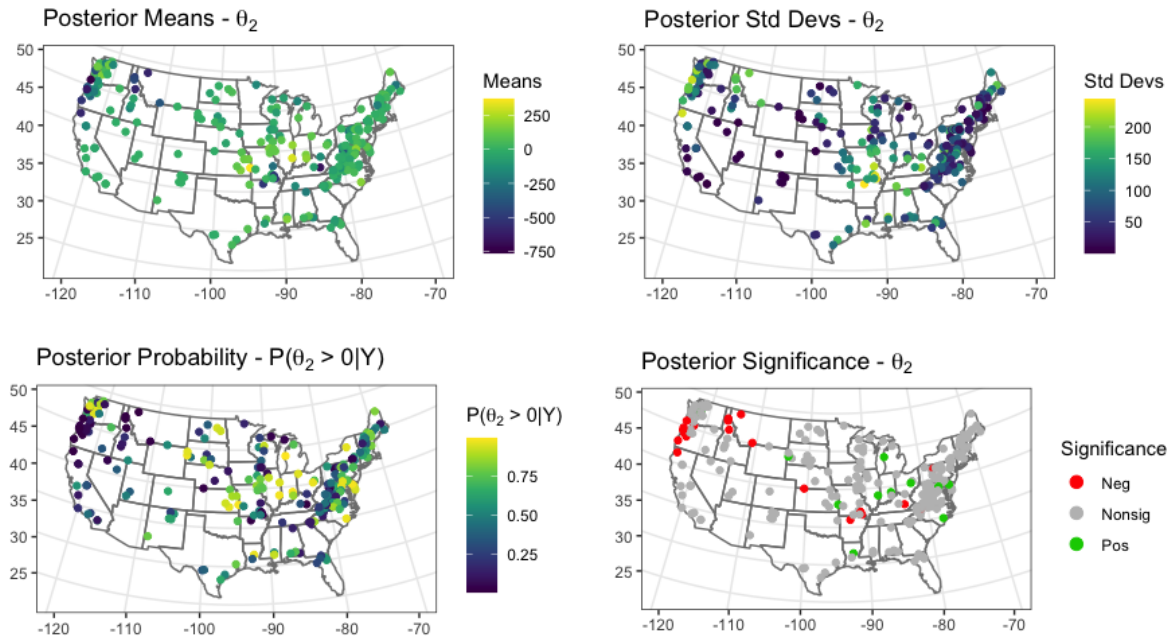 Posterior Means - θ₂
50
45
40
35
30
25
-120 -110 -100 -90 -80 -70
Means
250
0
-250
-500
-750
Posterior Std Devs - θ₂
50
45
40
35
30
25
-120 -110 -100 -90 -80 -70
Std Devs
200
150
100
50
Posterior Probability - P(θ₂ > 0|Y)
50
45
40
35
30
25
-120 -110 -100 -90 -80 -70
P(θ₂ > 0|Y)
0.75
0.50
0.25
Posterior Significance - θ₂
50
45
40
35
30
25
-120 -110 -100 -90 -80 -70
Significance
Neg
Nonsig
Pos